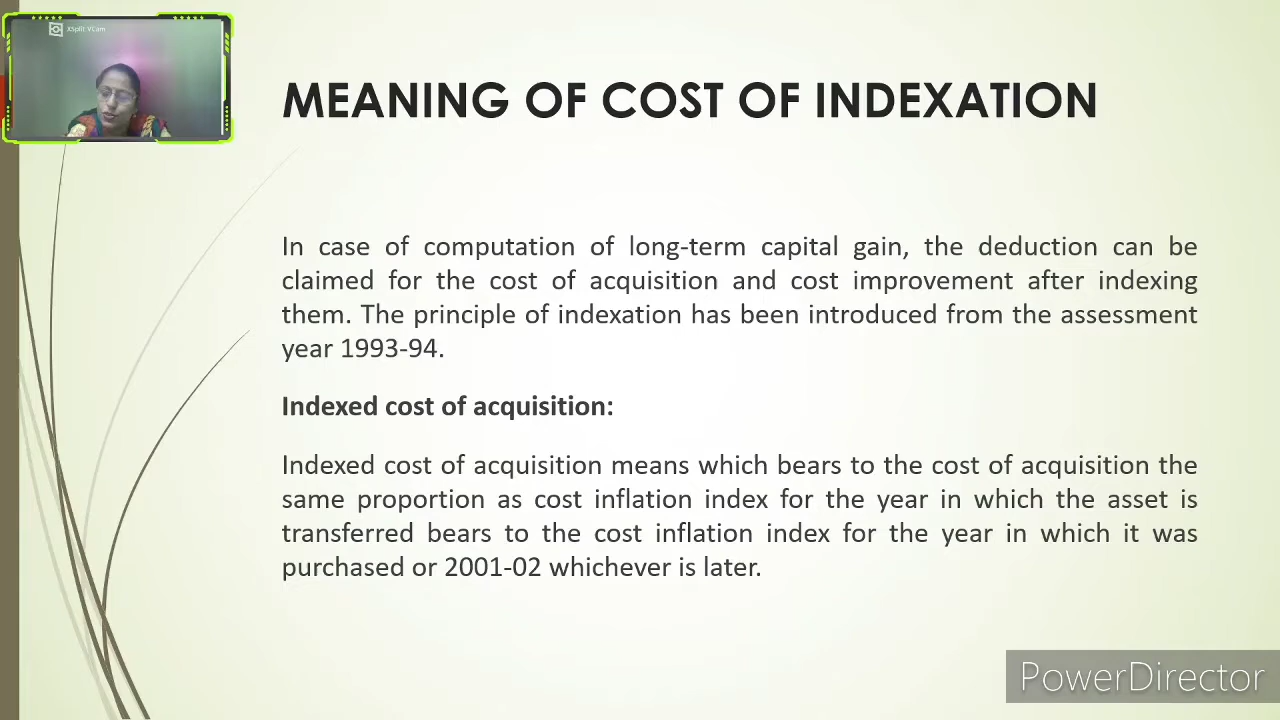 XSplit VCam
MEANING OF COST OF INDEXATION
In case of computation of long-term capital gain, the deduction can be
claimed for the cost of acquisition and cost improvement after indexing
them. The principle of indexation has been introduced from the assessment
year 1993-94.
Indexed cost of acquisition:
Indexed cost of acquisition means which bears to the cost of acquisition the
same proportion as cost inflation index for the year in which the asset is
transferred bears to the cost inflation index for the year in which it was
purchased or 2001-02 whichever is later.
PowerDirector